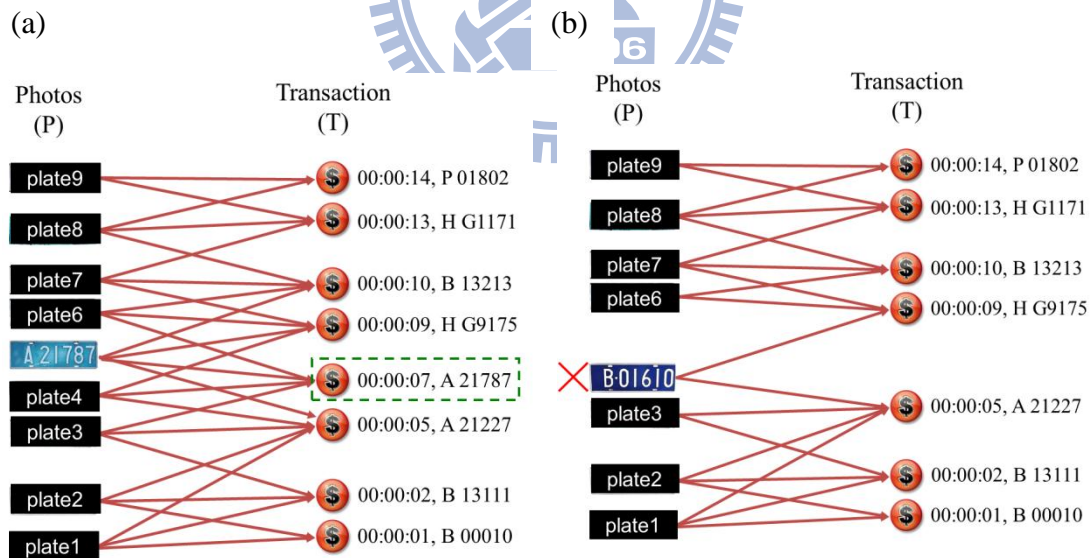 (a)
Photos
(P)
Transaction
(T)
plate9
00:00:14, P 01802
plate8
00:00:13, H G1171
plate7
00:00:10, B 13213
plate6
00:00:09, H G9175
A 21787
00:00:07, A 21787
plate4
00:00:05, A 21227
plate3
plate2
00:00:02, B 13111
plate1
00:00:01, B 00010
(b)
Photos
(P)
Transaction
(T)
plate9
00:00:14, P 01802
plate8
00:00:13, H G1171
plate7
00:00:10, B 13213
plate6
00:00:09, H G9175
B·01610
plate3
00:00:05, A 21227
plate2
00:00:02, B 13111
plate1
00:00:01, B 00010